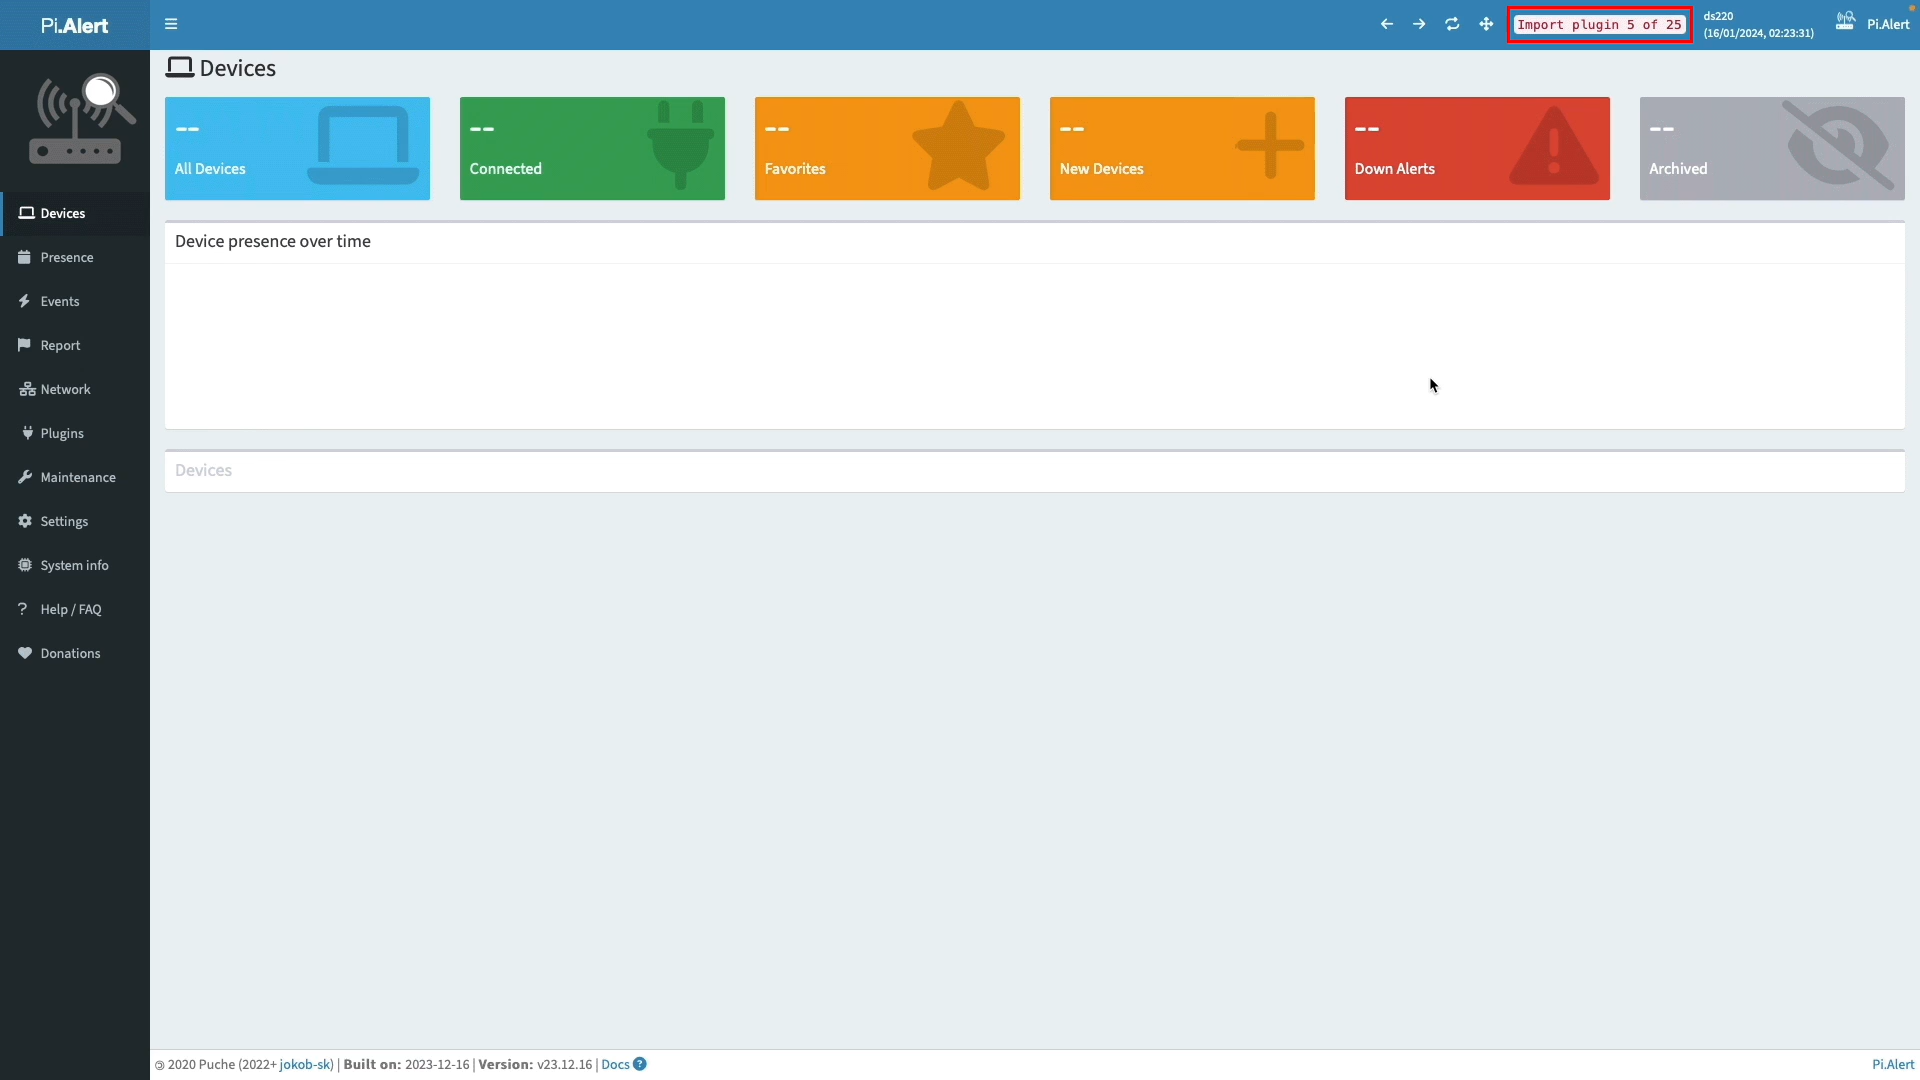 Pi.Alert
Import plugin 5 of 25
ds220
(16/01/2024, 02:23:31)
Pi.Alert
Devices
--
All Devices
--
Connected
--
Favorites
--
New Devices
--
Down Alerts
--
Archived
Devices
Presence
Events
Report
Network
Plugins
Maintenance
Settings
System info
Help / FAQ
Donations
Device presence over time
Devices
© 2020 Puche (2022+ jokob-sk) | Built on: 2023-12-16 | Version: v23.12.16 | Docs ?
Pi.Alert